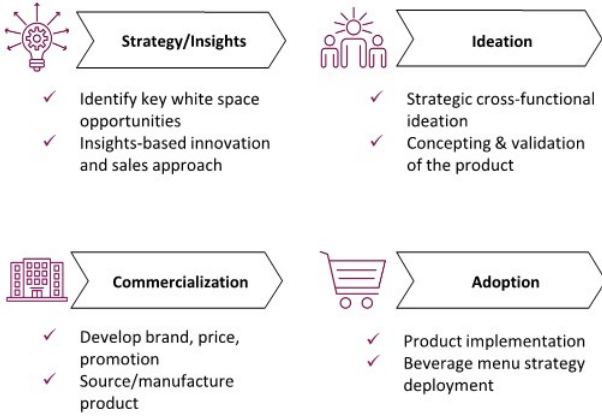 Strategy/Insights
✓ Identify key white space
opportunities
✓ Insights-based innovation
and sales approach
Ideation
✓ Strategic cross-functional
ideation
✓ Concepting & validation
of the product
Commercialization
✓ Develop brand, price,
promotion
✓ Source/manufacture
product
Adoption
✓ Product implementation
✓ Beverage menu strategy
deployment